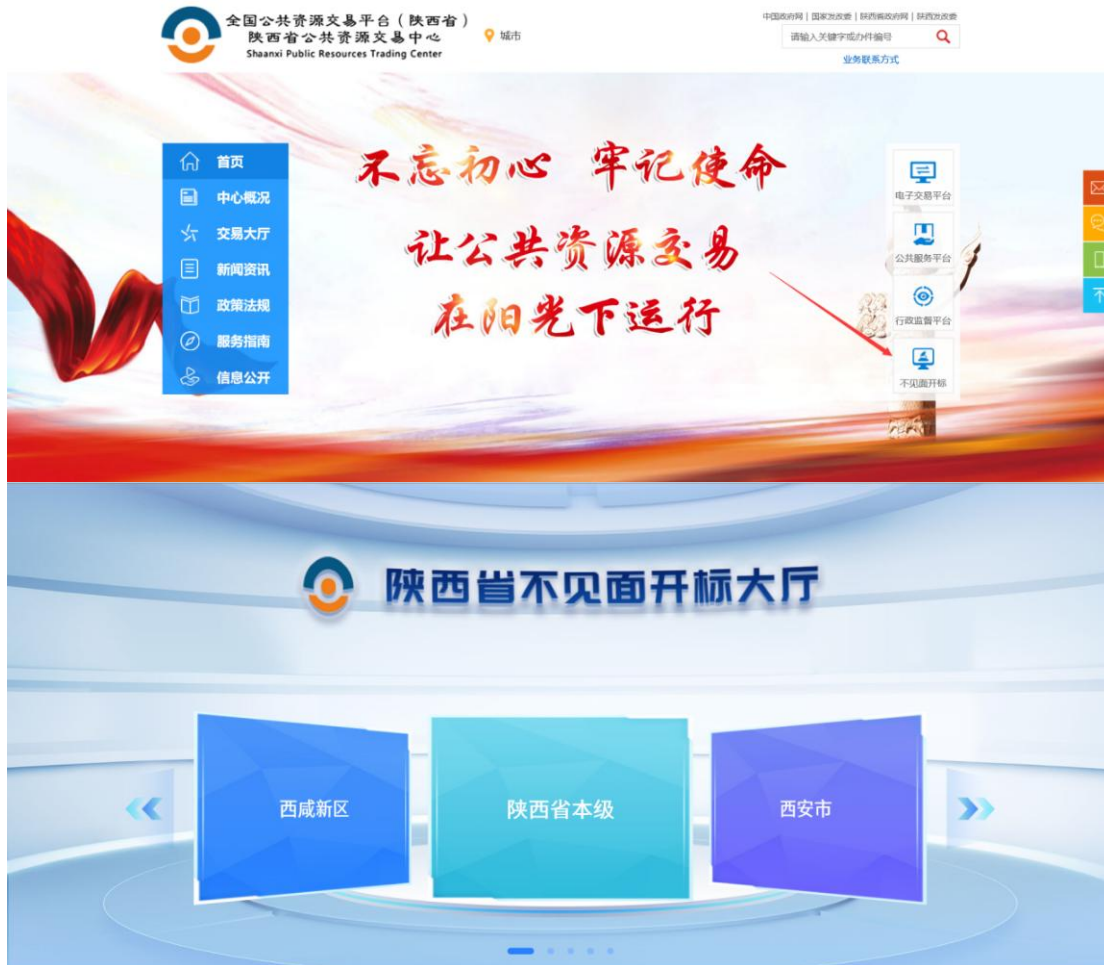 全国公共资源交易平台（陕西省）
陕西省公共资源交易中心
Shaanxi Public Resources Trading Center
城市
中国政府网 | 国家发改委 | 陕西省政府网 | 陕西发改委
请输入关键字或办件编号
业务联系方式
首页
中心概况
交易大厅
新闻资讯
政策法规
服务指南
信息公开
不忘初心 牢记使命
让公共资源交易
在阳光下运行
电子交易平台
公共服务平台
行政监督平台
不见面开标
陕西省不见面开标大厅
西咸新区
陕西省本级
西安市